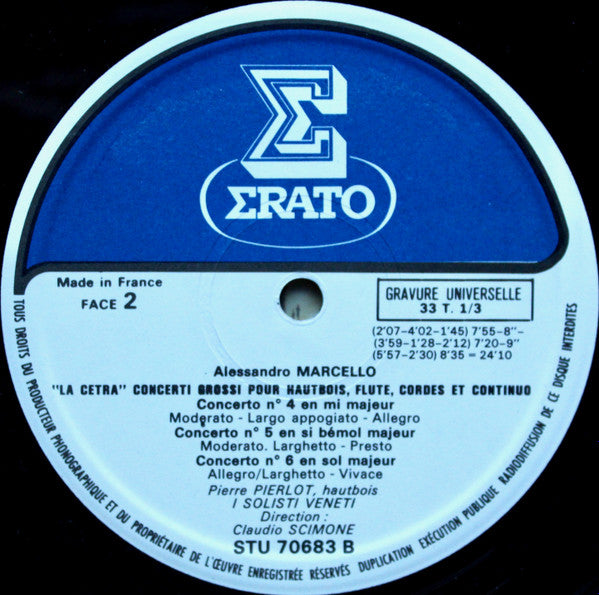 Σ
ΣRATO
Made in France
FACE 2
GRAVURE UNIVERSELLE
33 T. 1/3
(2'07-4'02-1'45) 7'55-8''-
(3'59-1'28-2'12) 7'20-9''
(5'57-2'30) 8'35 = 24'10
Alessandro MARCELLO
"LA CETRA" CONCERTI GROSSI POUR HAUTBOIS, FLUTE, CORDES ET CONTINUO
Concerto n° 4 en mi majeur
Moderato - Largo appogiato - Allegro
Concerto n° 5 en si bémol majeur
Moderato. Larghetto - Presto
Concerto n° 6 en sol majeur
Allegro/Larghetto - Vivace
Pierre PIERLOT, hautbois
I SOLISTI VENETI
Direction :
Claudio SCIMONE
STU 70683 B
TOUS DROITS DU PRODUCTEUR PHONOGRAPHIQUE ET DU PROPRIÉTAIRE DE L'ŒUVRE ENREGISTRÉE RÉSERVÉS DUPLICATION EXÉCUTION PUBLIQUE RADIODIFFUSION DE CE DISQUE INTERDITES